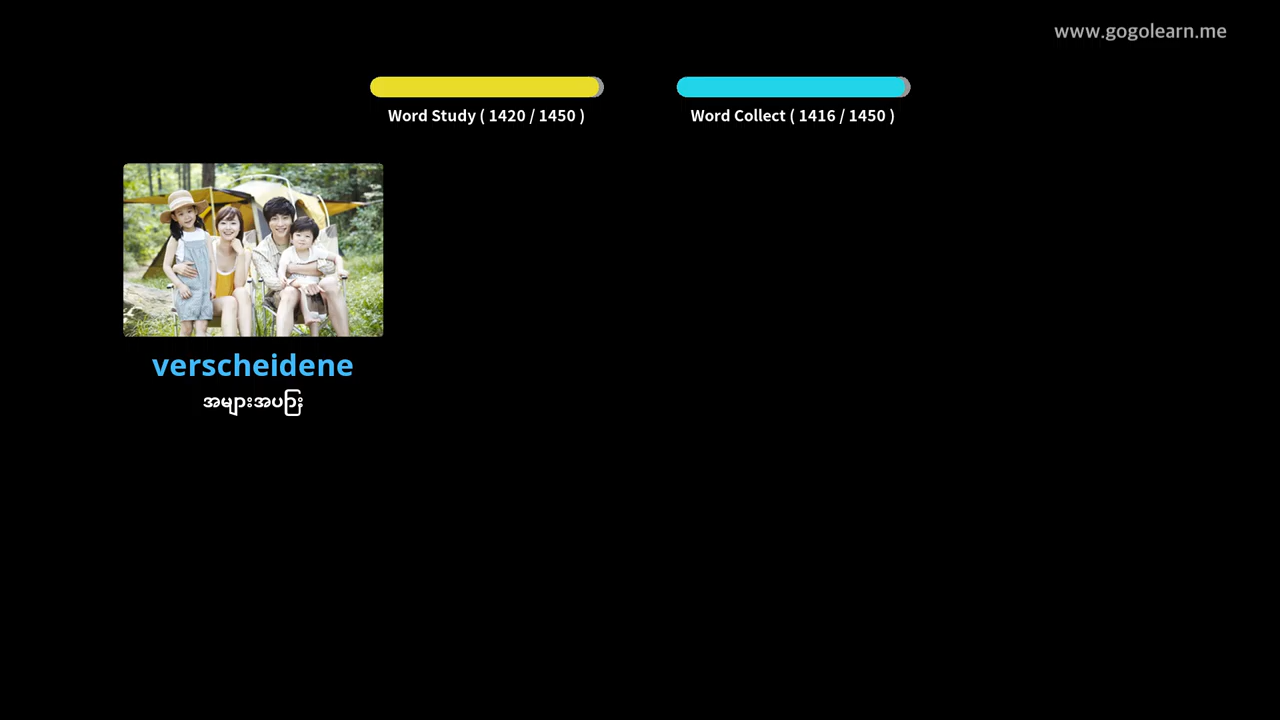 www.gogolearn.me
Word Study ( 1420 / 1450 )
Word Collect ( 1416 / 1450 )
verscheidene
အများအပြား